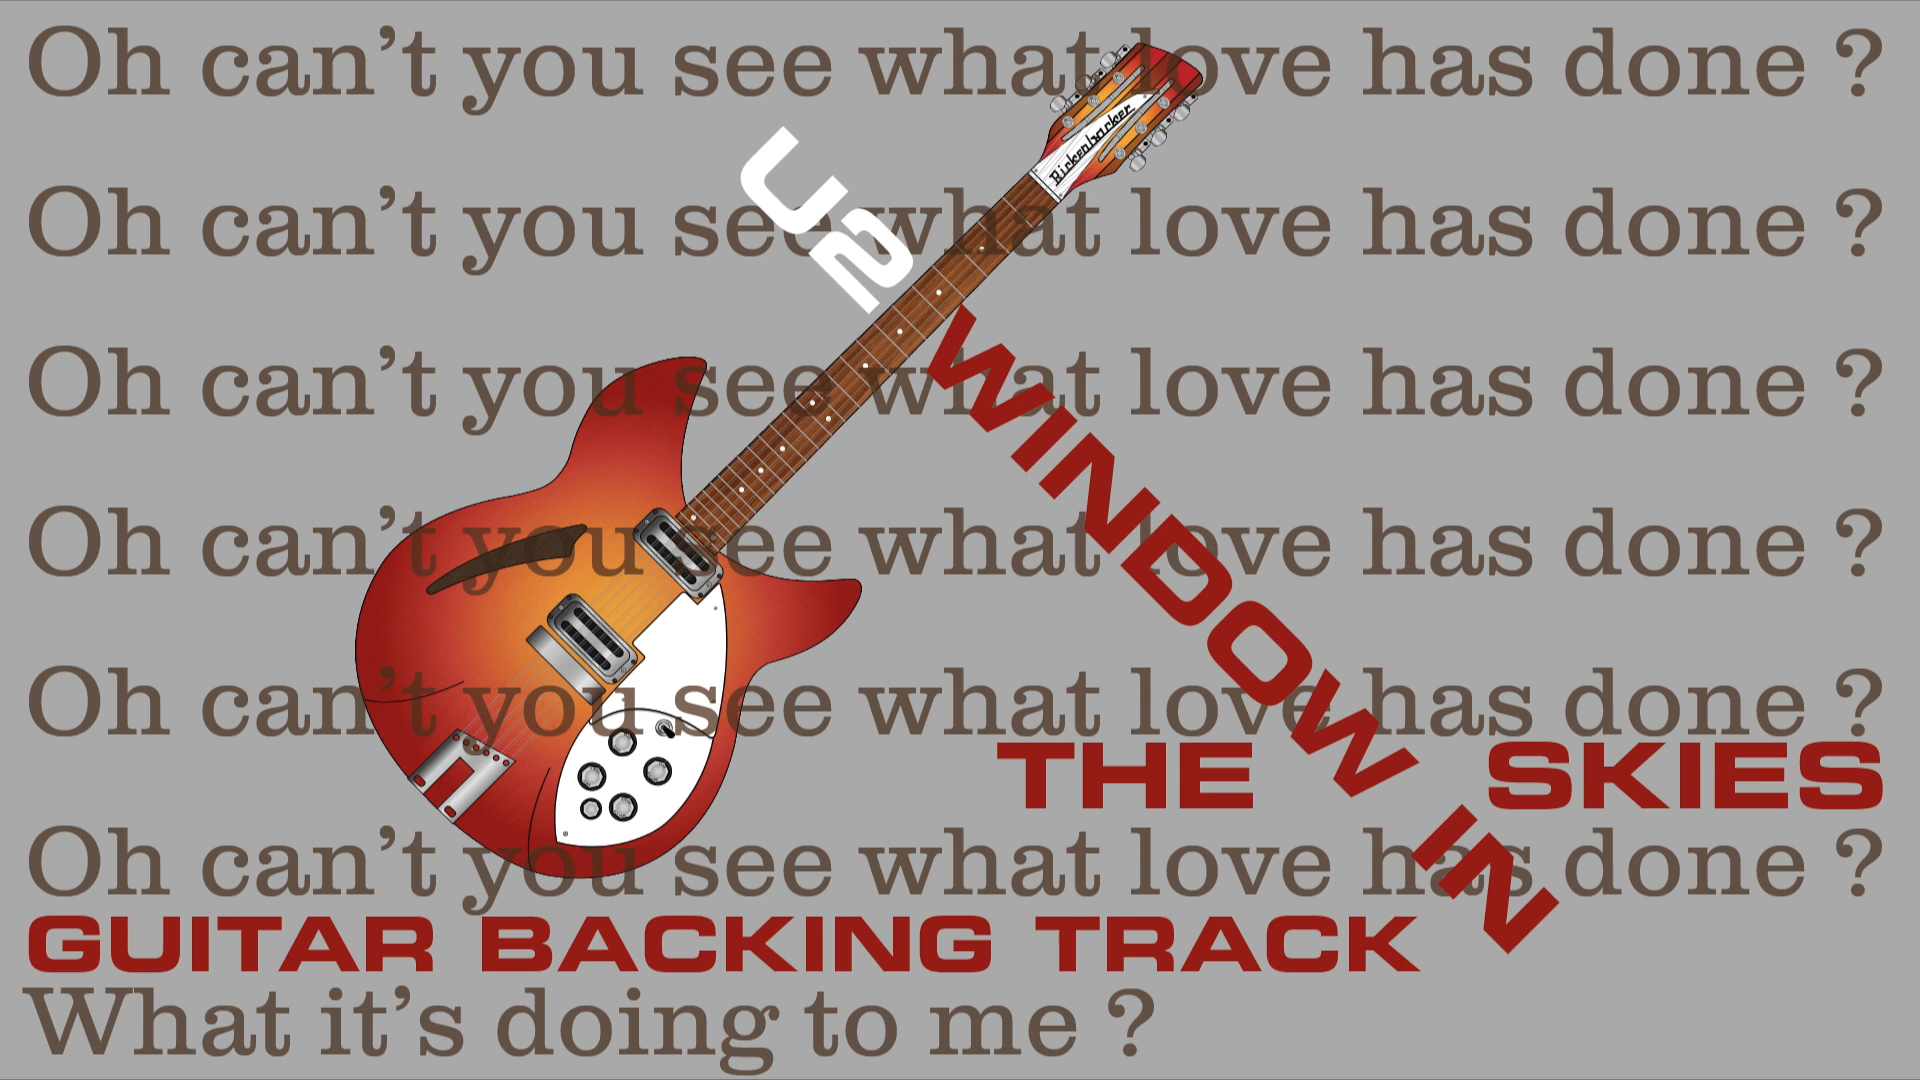 Oh can’t you see what love has done ?
Rickenbacker
U2
Oh can’t you see what love has done ?
Oh can’t you see what love has done ?
WINDOW IN
Oh can’t you see what love has done ?
Oh can’t you see what love has done ?
THE SKIES
Oh can’t you see what love has done ?
GUITAR BACKING TRACK
What it’s doing to me ?